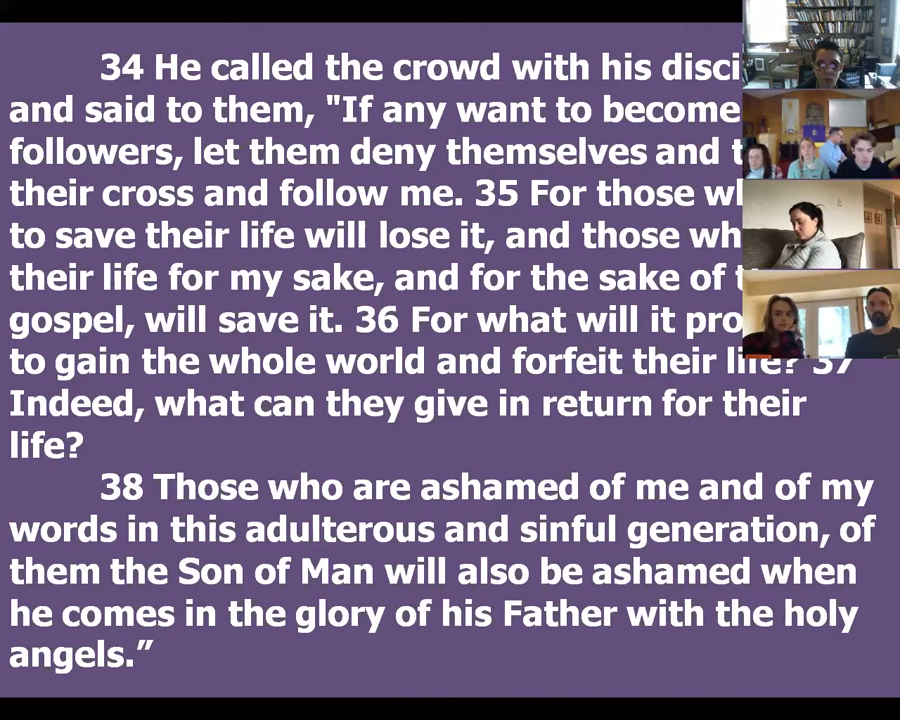 34 He called the crowd with his
and said to them, "If any want to become
followers, let them deny themselves and
their cross and follow me. 35 For those
to save their life will lose it, and those
their life for my sake, and for the sake of
gospel, will save it. 36 For what will it
to gain the whole world and forfeit their life? 37
Indeed, what can they give in return for their
life?
38 Those who are ashamed of me and of my
words in this adulterous and sinful generation, of
them the Son of Man will also be ashamed when
he comes in the glory of his Father with the holy
angels.”